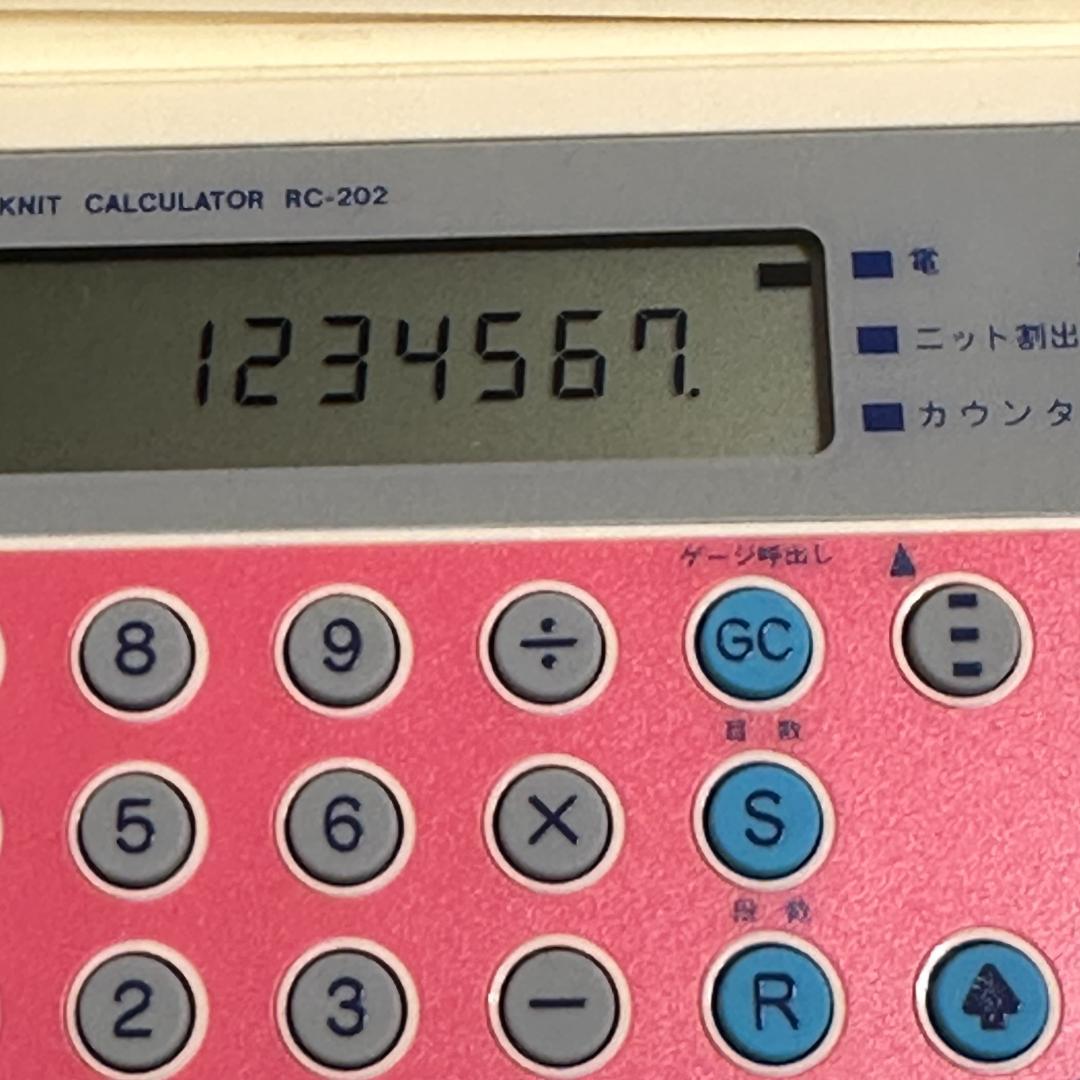 KNIT CALCULATOR RC-202
1234567.
電
ニット割出
カウンタ
ゲージ呼出し
8 9 ÷ GC
目 数
5 6 × S
段 数
2 3 − R